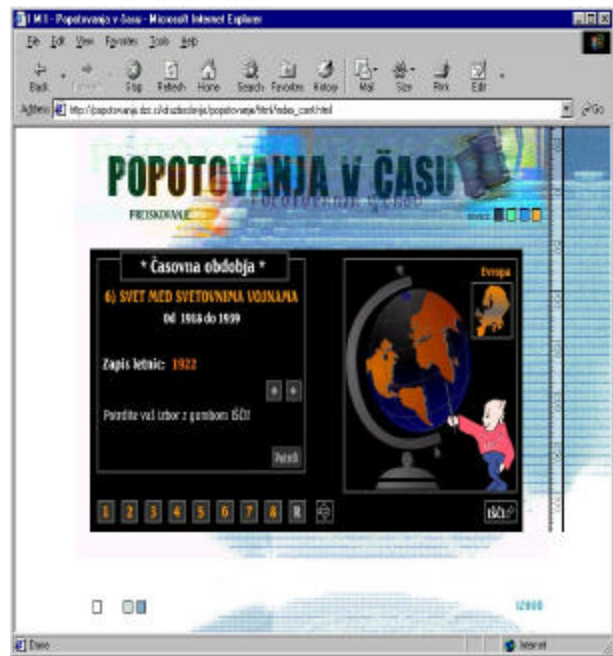 I M I - Popotovanja v času - Microsoft Internet Explorer
File Edit View Favorites Tools Help
Back Stop Refresh Home Search Favorites History Mail Size Print Edit
Address Go
POPOTOVANJA V ČASU
POPOTOVANJE V ČASU
PREISKOVANJE
* Časovna obdobja *
6) SVET MED SVETOVNIMA VOJNAMA
Od 1918 do 1939
Zapis letnic: 1922
Potrdite vaš izbor z gumbom IŠČI!
Potrdi
Evropa
1 2 3 4 5 6 7 8 R
IŠČI
Done
Internet